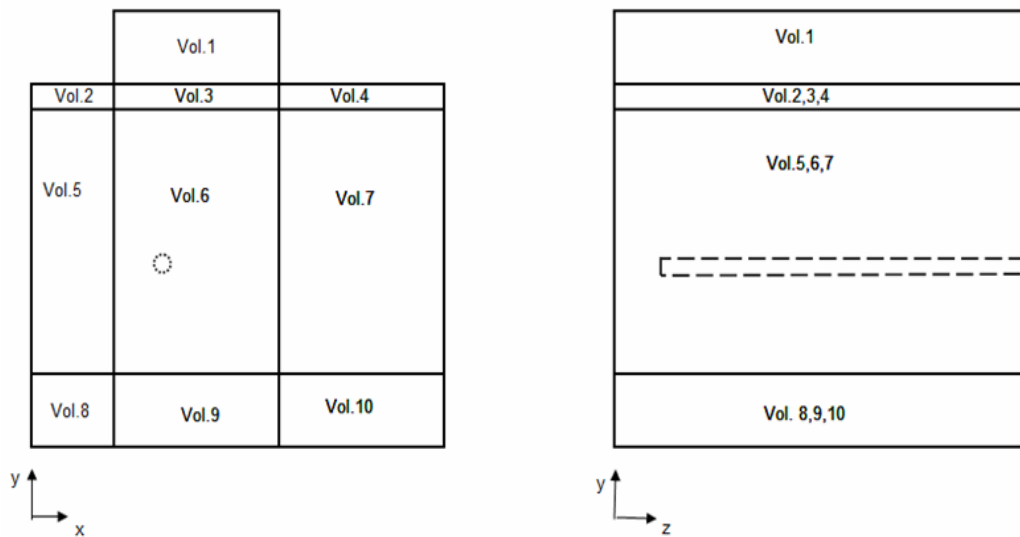 Vol.1
Vol.2 Vol.3 Vol.4
Vol.5 Vol.6 Vol.7
Vol.8 Vol.9 Vol.10
y
x
Vol.1
Vol.2,3,4
Vol.5,6,7
Vol. 8,9,10
y
z